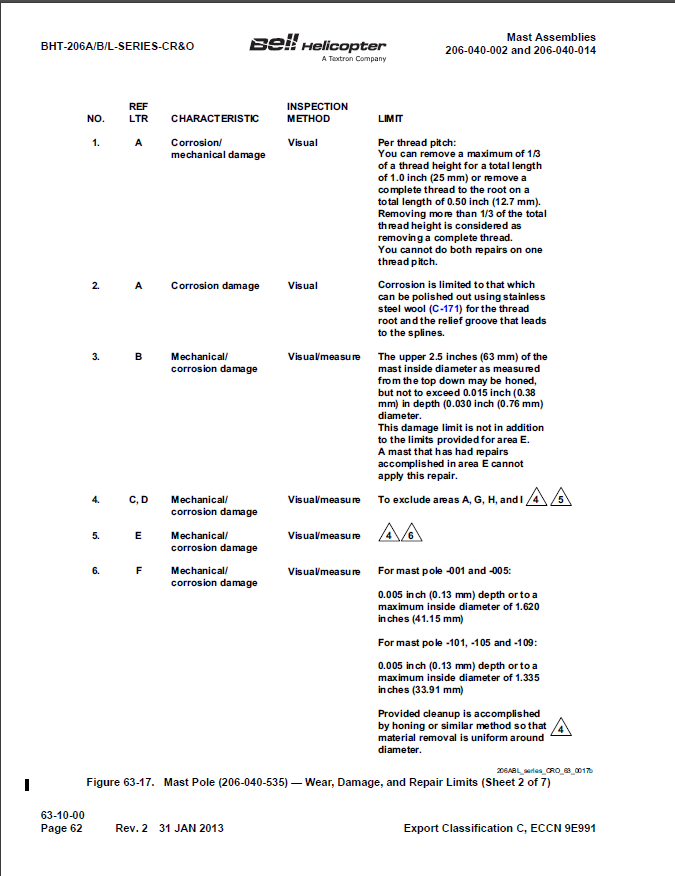 BHT-206A/B/L-SERIES-CR&O
Bell Helicopter
A Textron Company
Mast Assemblies
206-040-002 and 206-040-014
NO.
REF
LTR
CHARACTERISTIC
INSPECTION
METHOD
LIMIT
1.
A
Corrosion/
mechanical damage
Visual
Per thread pitch:
You can remove a maximum of 1/3
of a thread height for a total length
of 1.0 inch (25 mm) or remove a
complete thread to the root on a
total length of 0.50 inch (12.7 mm).
Removing more than 1/3 of the total
thread height is considered as
removing a complete thread.
You cannot do both repairs on one
thread pitch.
2.
A
Corrosion damage
Visual
Corrosion is limited to that which
can be polished out using stainless
steel wool (C-171) for the thread
root and the relief groove that leads
to the splines.
3.
B
Mechanical/
corrosion damage
Visual/measure
The upper 2.5 inches (63 mm) of the
mast inside diameter as measured
from the top down may be honed,
but not to exceed 0.015 inch (0.38
mm) in depth (0.030 inch (0.76 mm)
diameter.
This damage limit is not in addition
to the limits provided for area E.
A mast that has had repairs
accomplished in area E cannot
apply this repair.
4.
C, D
Mechanical/
corrosion damage
Visual/measure
To exclude areas A, G, H, and I 4 5
5.
E
Mechanical/
corrosion damage
Visual/measure
4 6
6.
F
Mechanical/
corrosion damage
Visual/measure
For mast pole -001 and -005:
0.005 inch (0.13 mm) depth or to a
maximum inside diameter of 1.620
inches (41.15 mm)
For mast pole -101, -105 and -109:
0.005 inch (0.13 mm) depth or to a
maximum inside diameter of 1.335
inches (33.91 mm)
Provided cleanup is accomplished
by honing or similar method so that
material removal is uniform around
diameter.
4
206ABL_series_CRO_63_0017b
Figure 63-17. Mast Pole (206-040-535) — Wear, Damage, and Repair Limits (Sheet 2 of 7)
63-10-00
Page 62 Rev. 2 31 JAN 2013
Export Classification C, ECCN 9E991